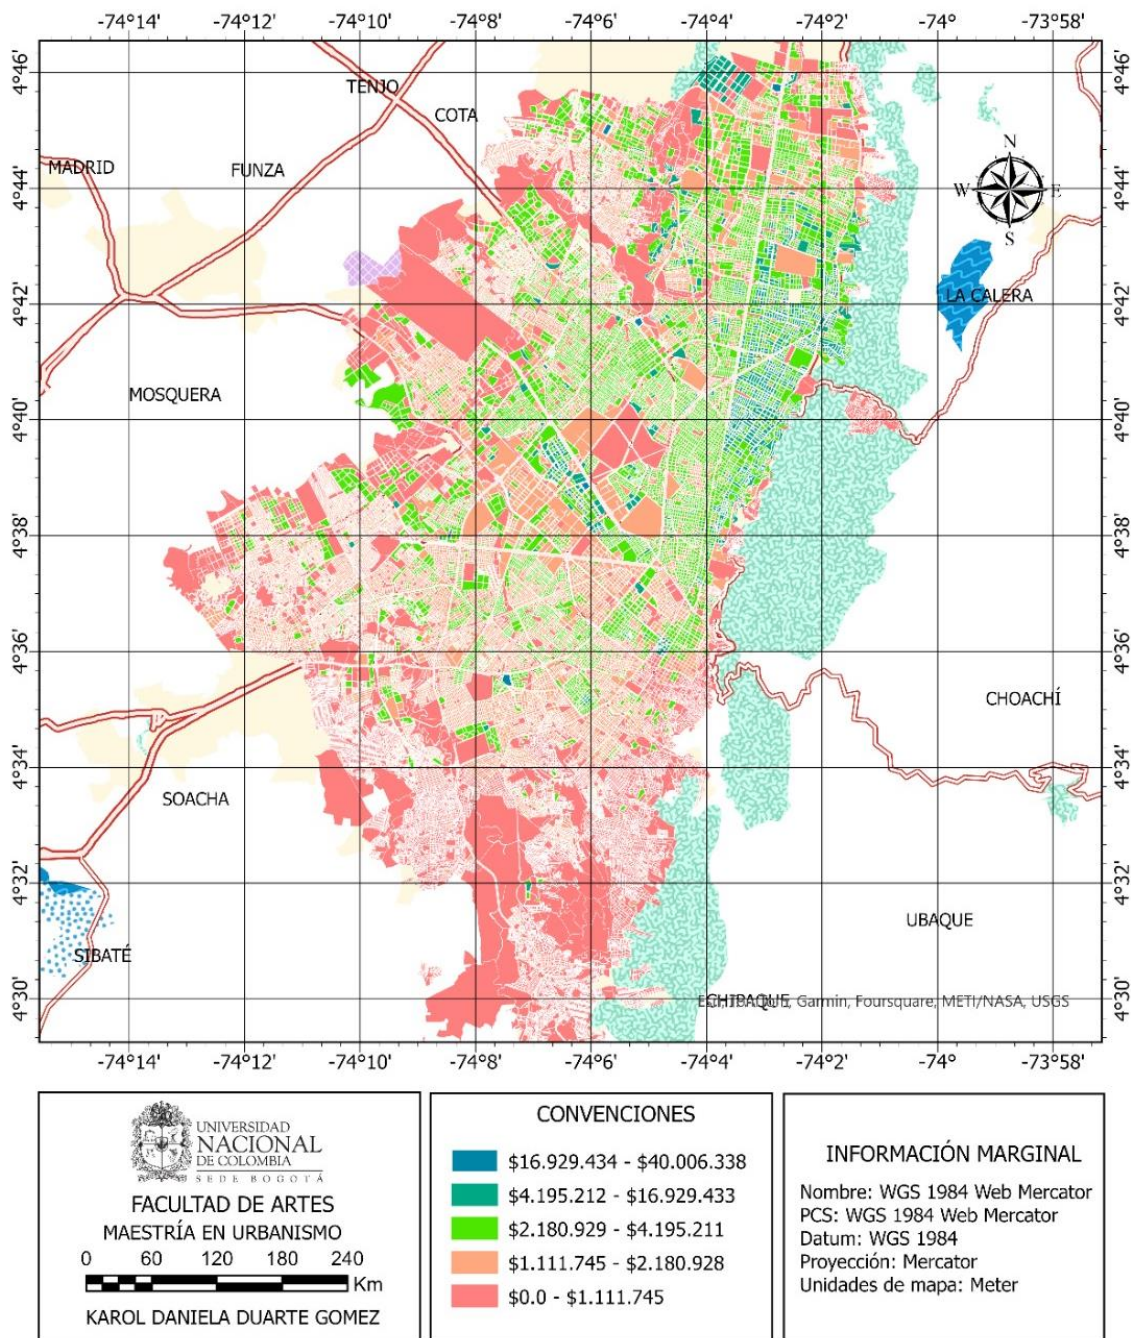 -74°14' -74°12' -74°10' -74°8' -74°6' -74°4' -74°2' -74° -73°58'
4°46' 4°46'
TENJO
COTA
MADRID
FUNZA
4°44' 4°44'
N
W E
S
4°42' 4°42'
LA CALERA
MOSQUERA
4°40' 4°40'
4°38' 4°38'
4°36' 4°36'
CHOACHÍ
4°34' 4°34'
SOACHA
4°32' 4°32'
UBAQUE
SIBATÉ
4°30' 4°30'
CHIPAQUE, Garmin, Foursquare, METI/NASA, USGS
-74°14' -74°12' -74°10' -74°8' -74°6' -74°4' -74°2' -74° -73°58'
UNIVERSIDAD
NACIONAL
DE COLOMBIA
SEDE BOGOTÁ
FACULTAD DE ARTES
MAESTRÍA EN URBANISMO
0 60 120 180 240
Km
KAROL DANIELA DUARTE GOMEZ
CONVENCIONES
$16.929.434 - $40.006.338
$4.195.212 - $16.929.433
$2.180.929 - $4.195.211
$1.111.745 - $2.180.928
$0.0 - $1.111.745
INFORMACIÓN MARGINAL
Nombre: WGS 1984 Web Mercator
PCS: WGS 1984 Web Mercator
Datum: WGS 1984
Proyección: Mercator
Unidades de mapa: Meter